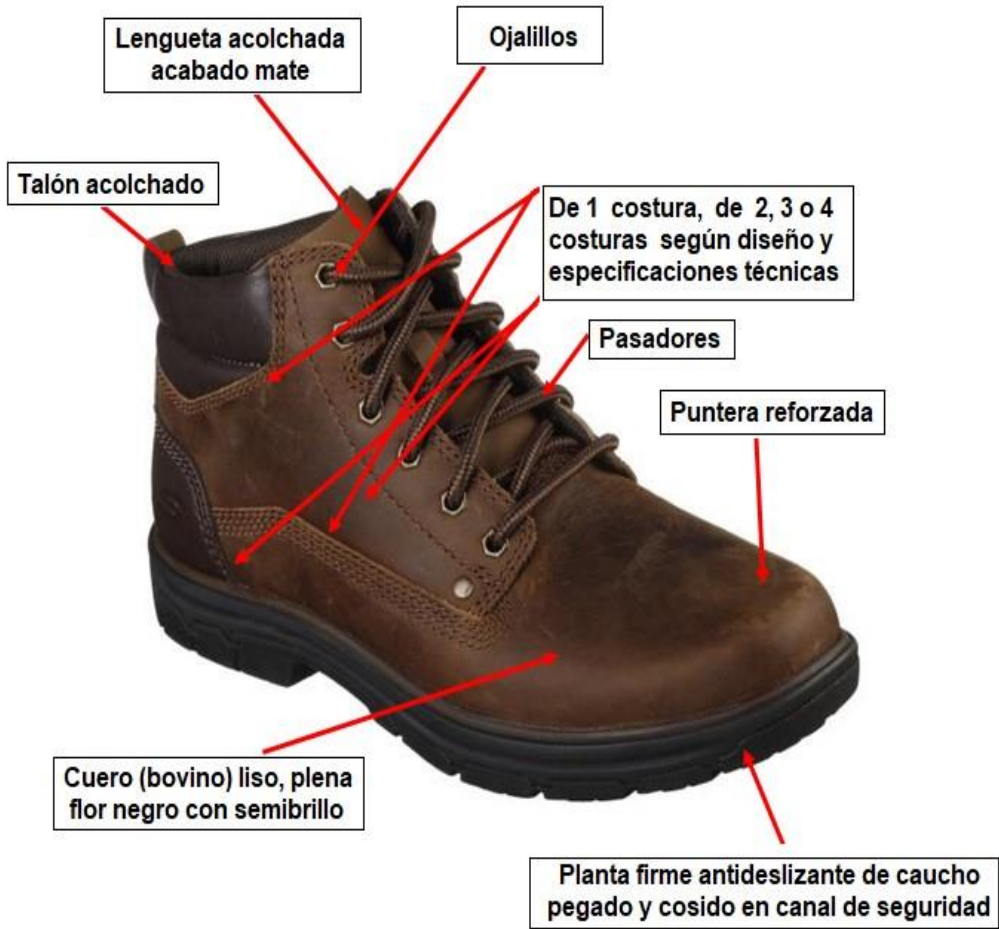 Lengueta acolchada
acabado mate
Ojalillos
Talón acolchado
De 1 costura, de 2, 3 o 4
costuras según diseño y
especificaciones técnicas
Pasadores
Puntera reforzada
Cuero (bovino) liso, plena
flor negro con semibrillo
Planta firme antideslizante de caucho
pegado y cosido en canal de seguridad